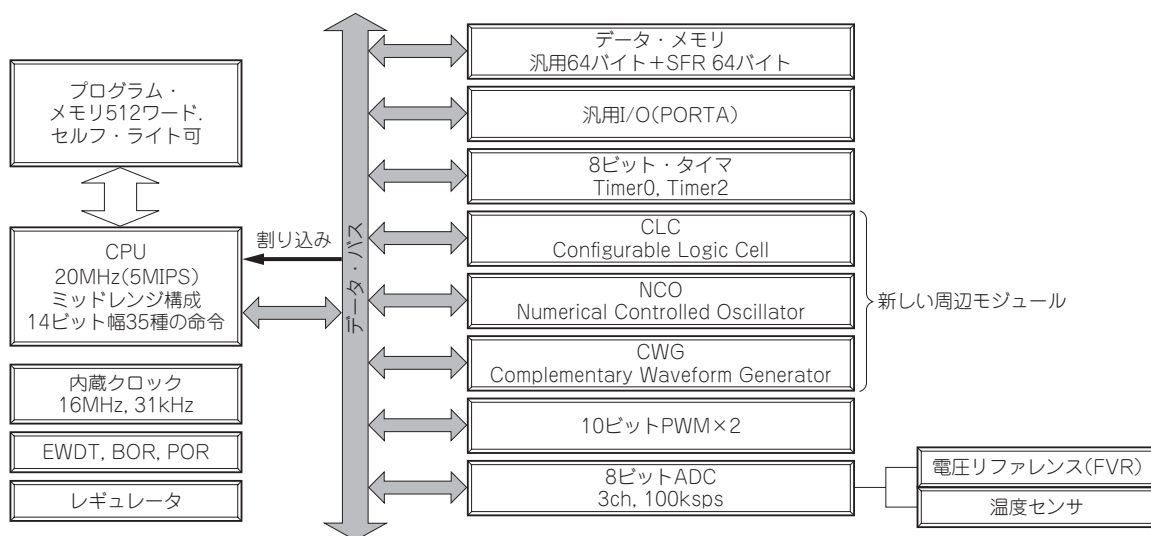 プログラム・
メモリ512ワード.
セルフ・ライト可
CPU
20MHz(5MIPS)
ミッドレンジ構成
14ビット幅35種の命令
内蔵クロック
16MHz, 31kHz
EWDT, BOR, POR
レギュレータ
割り込み
データ・バス
データ・メモリ
汎用64バイト＋SFR 64バイト
汎用I/O(PORTA)
8ビット・タイマ
Timer0, Timer2
CLC
Configurable Logic Cell
NCO
Numerical Controlled Oscillator
CWG
Complementary Waveform Generator
新しい周辺モジュール
10ビットPWM×2
8ビットADC
3ch, 100ksps
電圧リファレンス(FVR)
温度センサ